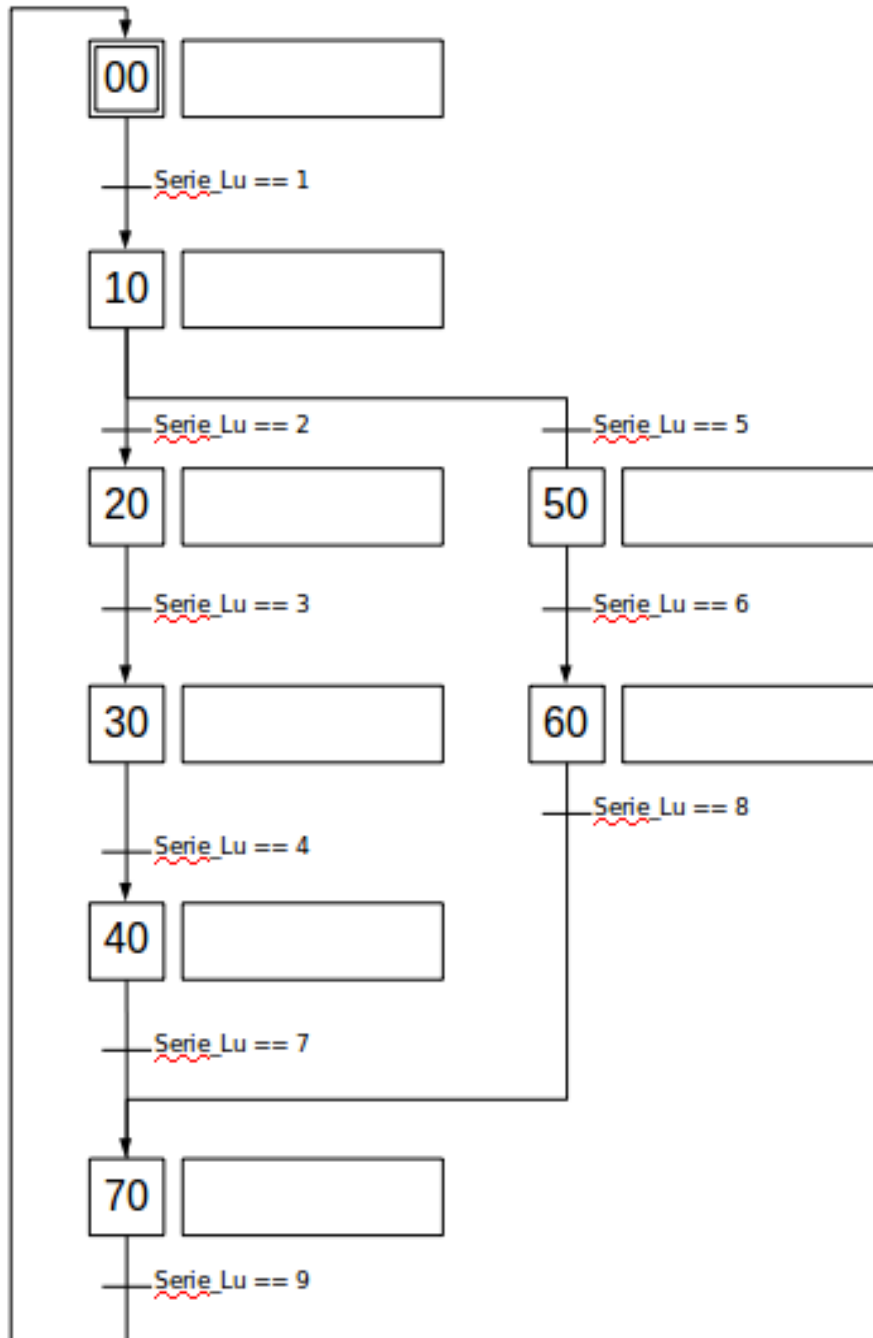 00
Serie_Lu == 1
10
Serie_Lu == 2
Serie_Lu == 5
20
50
Serie_Lu == 3
Serie_Lu == 6
30
60
Serie_Lu == 8
Serie_Lu == 4
40
Serie_Lu == 7
70
Serie_Lu == 9